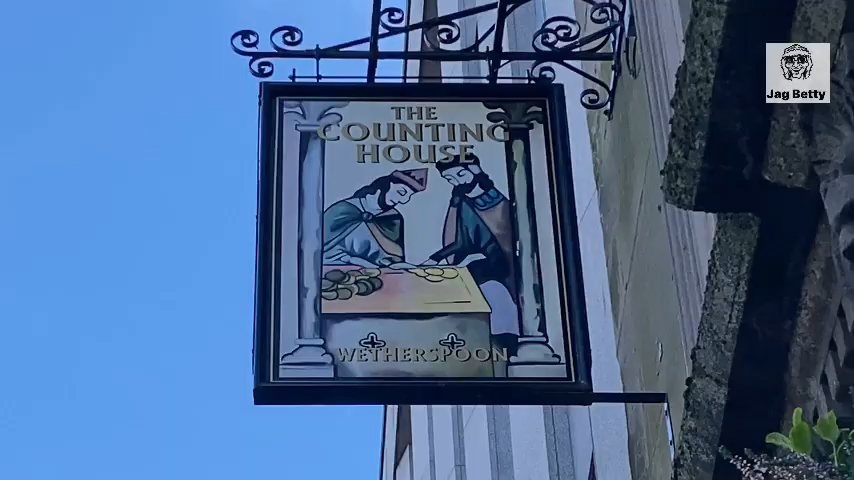 THE
COUNTING
HOUSE
WETHERSPOON
Jag Betty